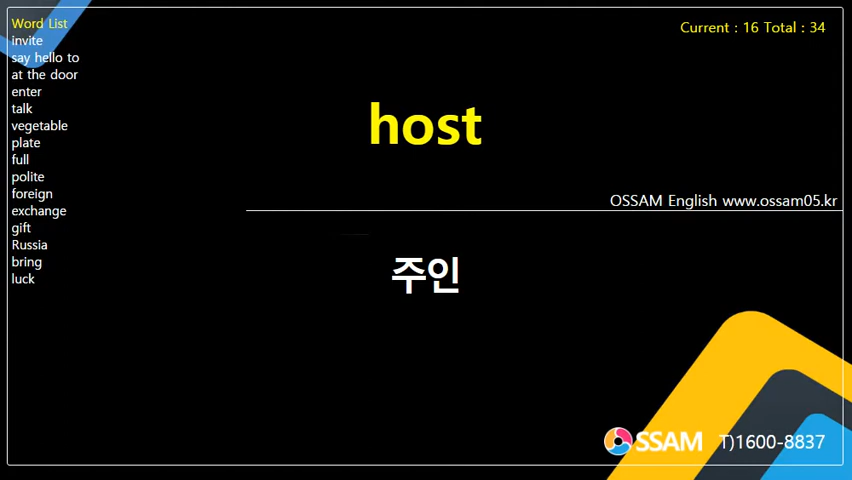 Word List
invite
say hello to
at the door
enter
talk
vegetable
plate
full
polite
foreign
exchange
gift
Russia
bring
luck
Current : 16 Total : 34
host
OSSAM English www.ossam05.kr
주인
OSSAM T)1600-8837